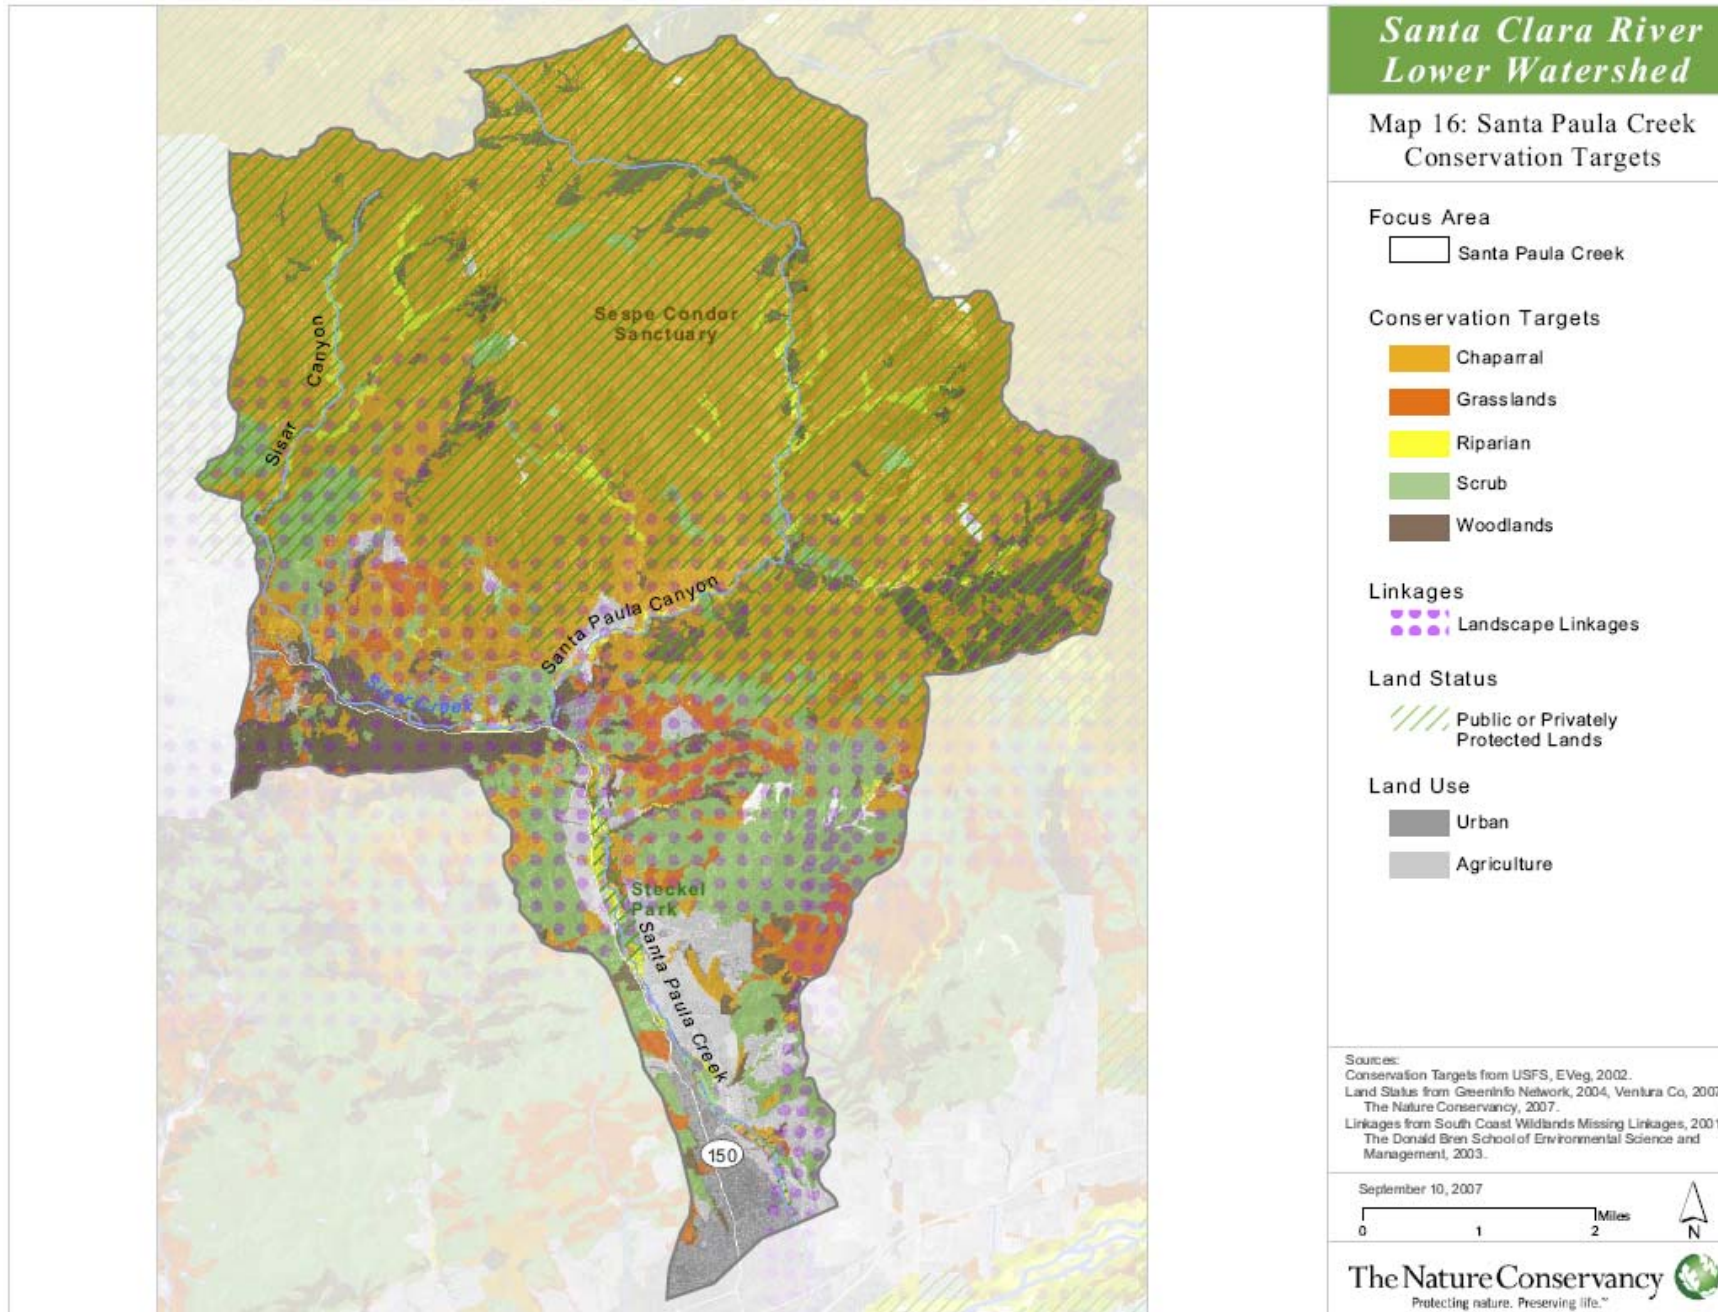 Santa Clara River
Lower Watershed
Map 16: Santa Paula Creek
Conservation Targets
Focus Area
Santa Paula Creek
Conservation Targets
Chaparral
Grasslands
Riparian
Scrub
Woodlands
Linkages
Landscape Linkages
Land Status
Public or Privately
Protected Lands
Land Use
Urban
Agriculture
Sources:
Conservation Targets from USFS, EVeg, 2002.
Land Status from GreenInfo Network, 2004, Ventura Co, 2007
The Nature Conservancy, 2007.
Linkages from South Coast Wildlands Missing Linkages, 2001
The Donald Bren School of Environmental Science and
Management, 2003.
September 10, 2007
Miles
0 1 2
N
The Nature Conservancy
Protecting nature. Preserving life.™
Sespe Condor
Sanctuary
Sisar Canyon
Santa Paula Canyon
Sisar Creek
Steckel
Park
Santa Paula Creek
150